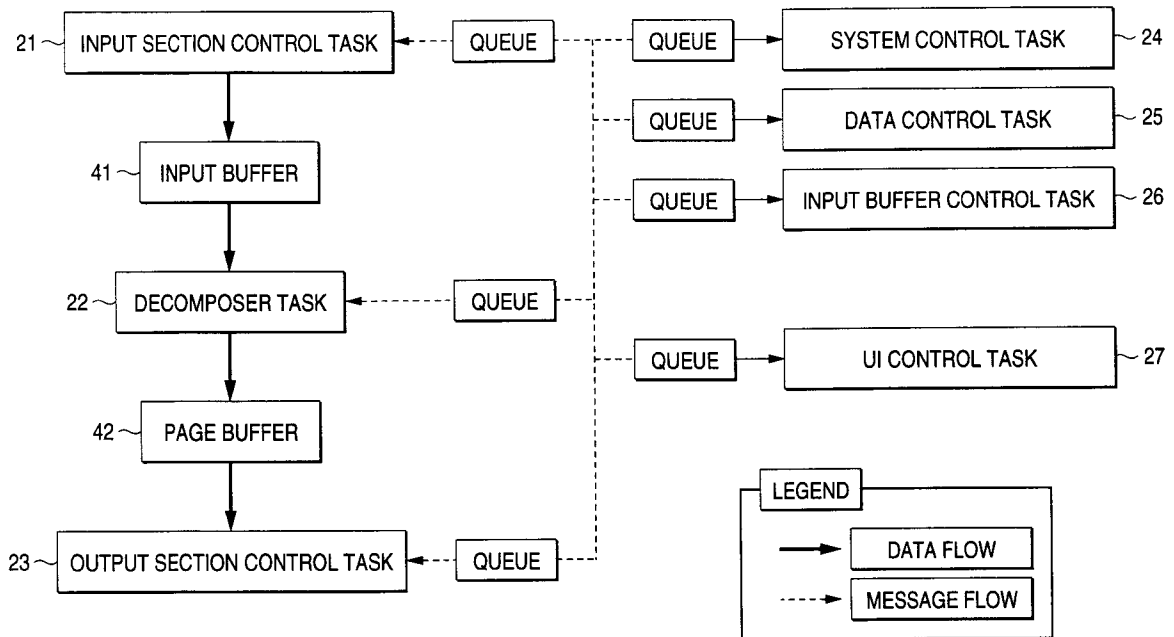 21 INPUT SECTION CONTROL TASK QUEUE QUEUE SYSTEM CONTROL TASK 24
QUEUE DATA CONTROL TASK 25
41 INPUT BUFFER
QUEUE INPUT BUFFER CONTROL TASK 26
22 DECOMPOSER TASK QUEUE
QUEUE UI CONTROL TASK 27
42 PAGE BUFFER
LEGEND
23 OUTPUT SECTION CONTROL TASK QUEUE
DATA FLOW
MESSAGE FLOW